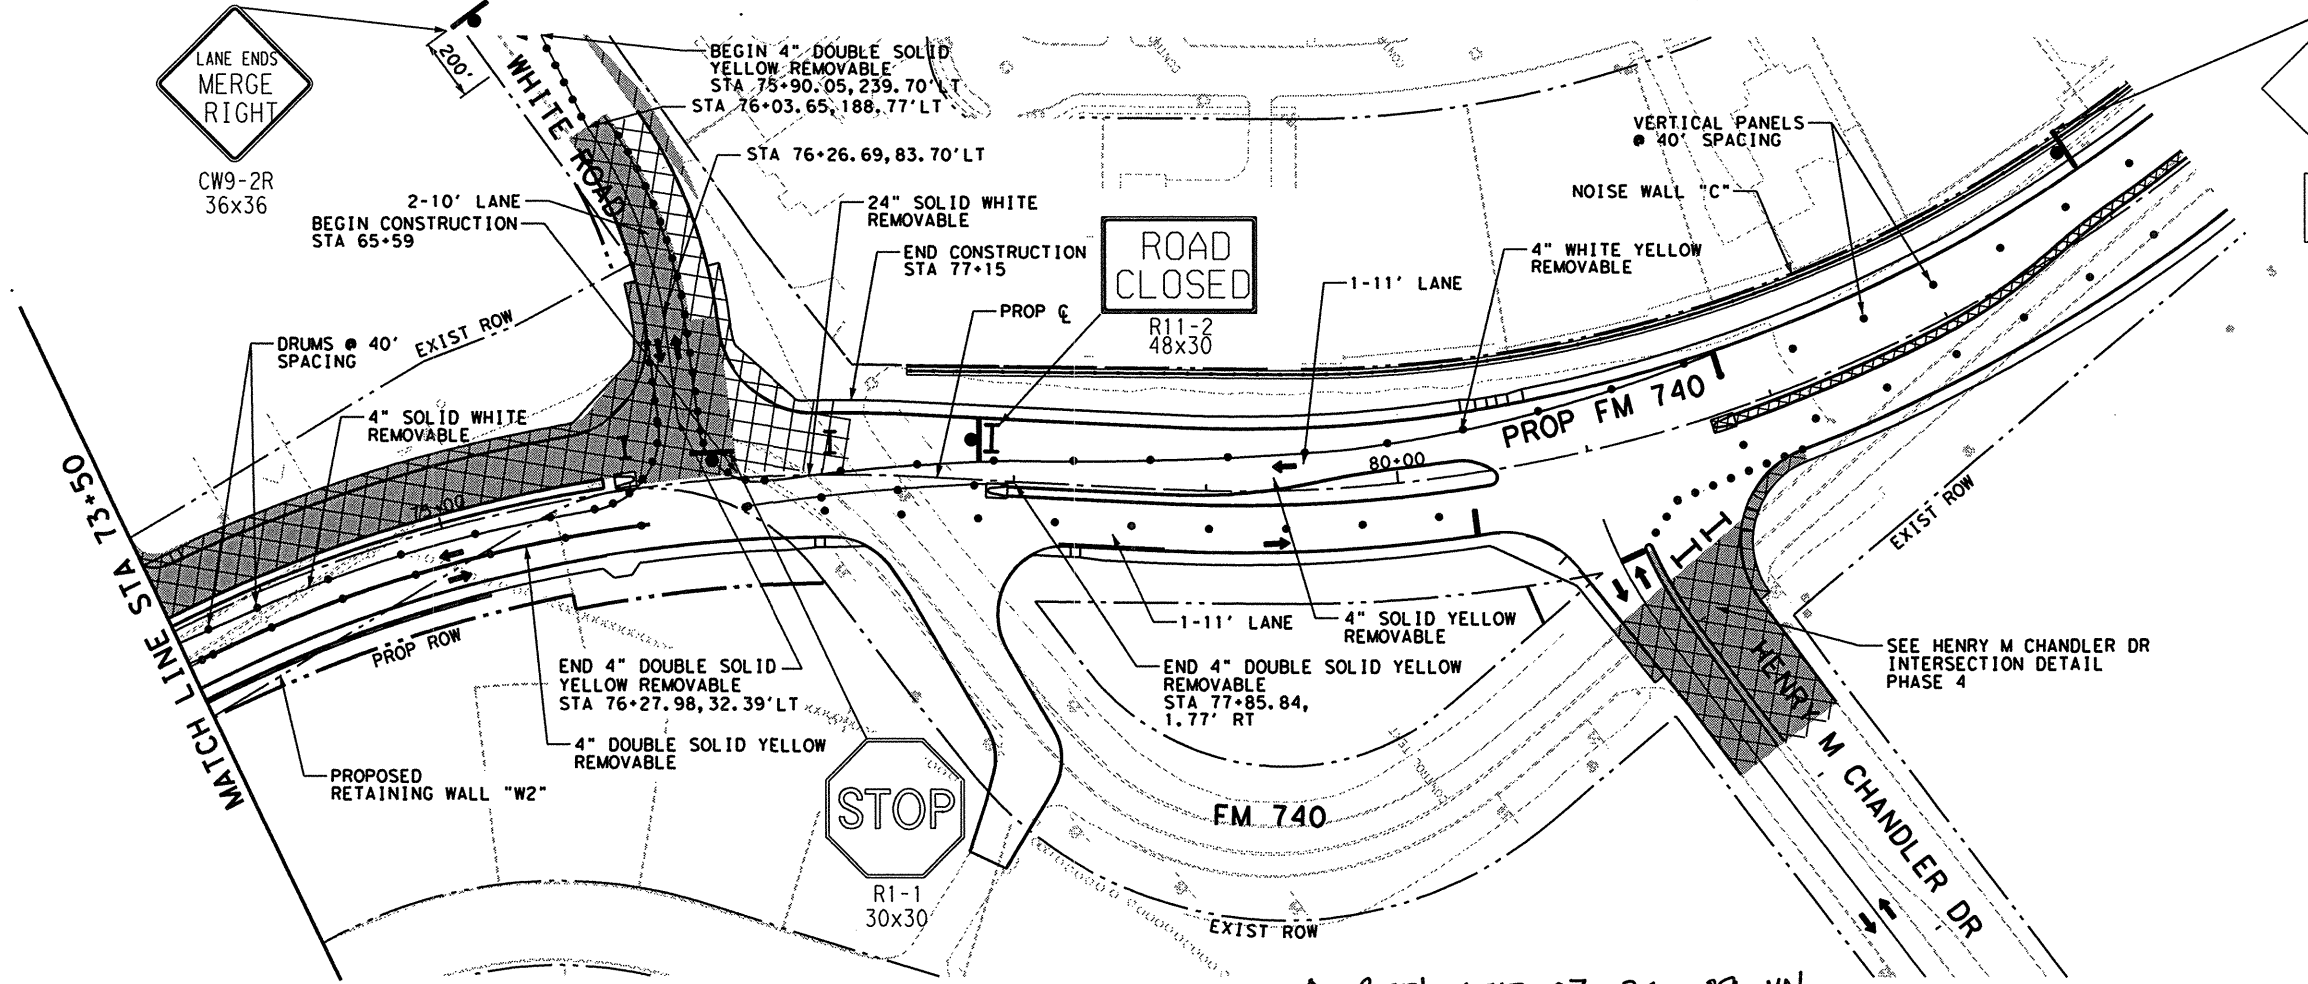 LANE ENDS
MERGE
RIGHT
CW9-2R
36x36
200'
WHITE ROAD
BEGIN 4" DOUBLE SOLID
YELLOW REMOVABLE
STA 75+90.05,239.70'LT
STA 76+03.65,188.77'LT
STA 76+26.69,83.70'LT
2-10' LANE
BEGIN CONSTRUCTION
STA 65+59
24" SOLID WHITE
REMOVABLE
END CONSTRUCTION
STA 77+15
PROP ℄
ROAD
CLOSED
R11-2
48x30
1-11' LANE
4" WHITE YELLOW
REMOVABLE
VERTICAL PANELS
@ 40' SPACING
NOISE WALL "C"
DRUMS @ 40'
SPACING
EXIST ROW
4" SOLID WHITE
REMOVABLE
75+00
80+00
PROP FM 740
MATCH LINE STA 73+50
PROP ROW
PROPOSED
RETAINING WALL "W2"
END 4" DOUBLE SOLID
YELLOW REMOVABLE
STA 76+27.98,32.39'LT
4" DOUBLE SOLID YELLOW
REMOVABLE
STOP
R1-1
30x30
1-11' LANE
4" SOLID YELLOW
REMOVABLE
END 4" DOUBLE SOLID YELLOW
REMOVABLE
STA 77+85.84,
1.77' RT
FM 740
EXIST ROW
EXIST ROW
SEE HENRY M CHANDLER DR
INTERSECTION DETAIL
PHASE 4
HENRY M CHANDLER DR